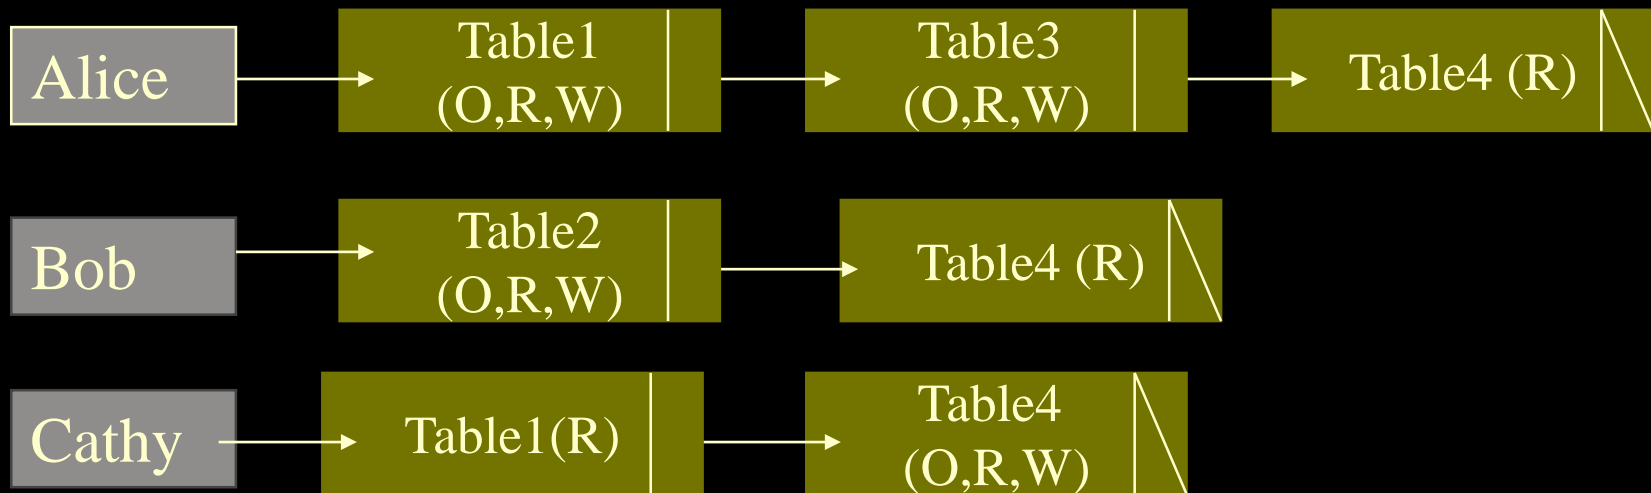 Alice
Table1
(O,R,W)
Table3
(O,R,W)
Table4 (R)
Bob
Table2
(O,R,W)
Table4 (R)
Cathy
Table1(R)
Table4
(O,R,W)